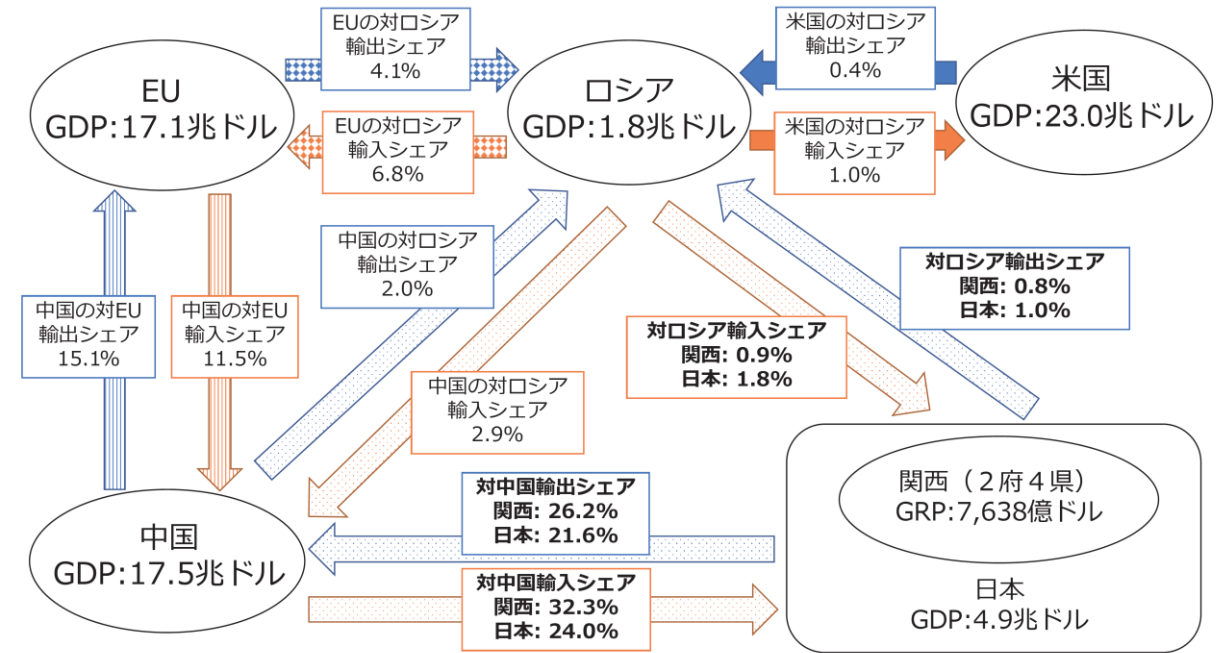 EUの対ロシア
輸出シェア
4.1%
米国の対ロシア
輸出シェア
0.4%
EU
GDP:17.1兆ドル
ロシア
GDP:1.8兆ドル
米国
GDP:23.0兆ドル
EUの対ロシア
輸入シェア
6.8%
米国の対ロシア
輸入シェア
1.0%
中国の対ロシア
輸出シェア
2.0%
対ロシア輸出シェア
関西: 0.8%
日本: 1.0%
中国の対EU
輸出シェア
15.1%
中国の対EU
輸入シェア
11.5%
対ロシア輸入シェア
関西: 0.9%
日本: 1.8%
中国の対ロシア
輸入シェア
2.9%
対中国輸出シェア
関西: 26.2%
日本: 21.6%
関西（２府４県）
GRP:7,638億ドル
中国
GDP:17.5兆ドル
対中国輸入シェア
関西: 32.3%
日本: 24.0%
日本
GDP:4.9兆ドル